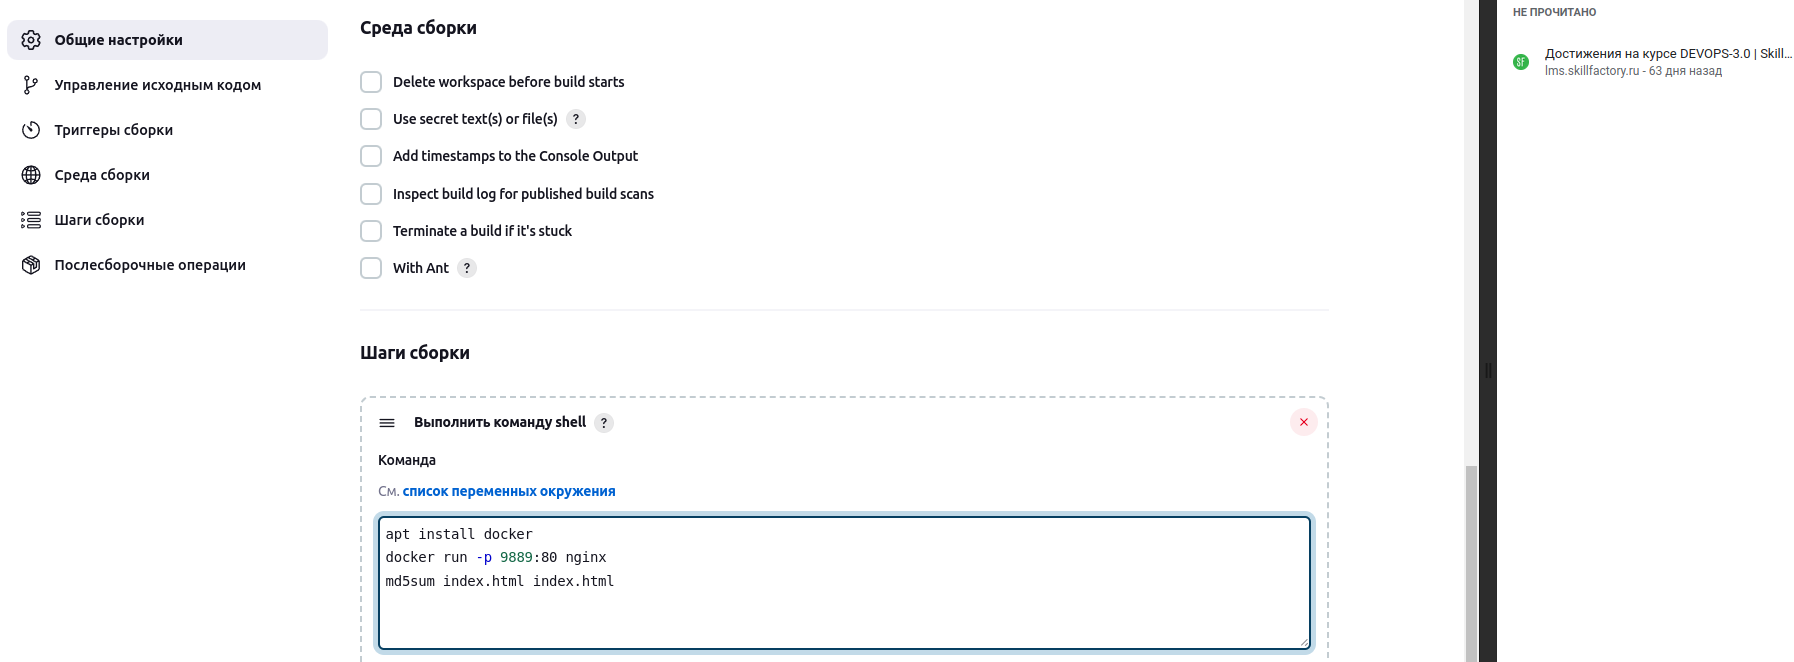 Общие настройки
Управление исходным кодом
Триггеры сборки
Среда сборки
Шаги сборки
Послесборочные операции
Среда сборки
Delete workspace before build starts
Use secret text(s) or file(s) ?
Add timestamps to the Console Output
Inspect build log for published build scans
Terminate a build if it's stuck
With Ant ?
Шаги сборки
Выполнить команду shell ?
Команда
См. список переменных окружения
apt install docker
docker run -p 9889:80 nginx
md5sum index.html index.html
НЕ ПРОЧИТАНО
SF
Достижения на курсе DEVOPS-3.0 | Skill...
lms.skillfactory.ru - 63 дня назад